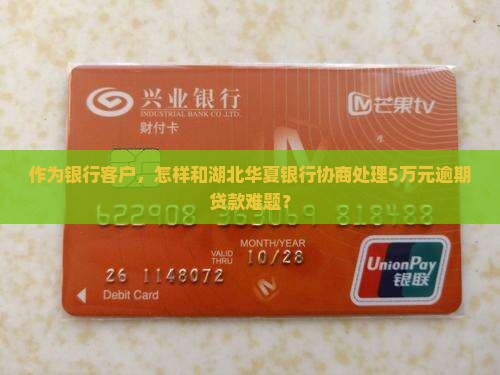 兴业银行
INDUSTRIAL BANK CO.,LTD.
财付卡
芒果tv
作为银行客户，怎样和湖北华夏银行协商处理5万元逾期
贷款难题？
MONTH/YEAR
VALID
THRU
10/28
26 1148072
Debit Card
UnionPay
银联